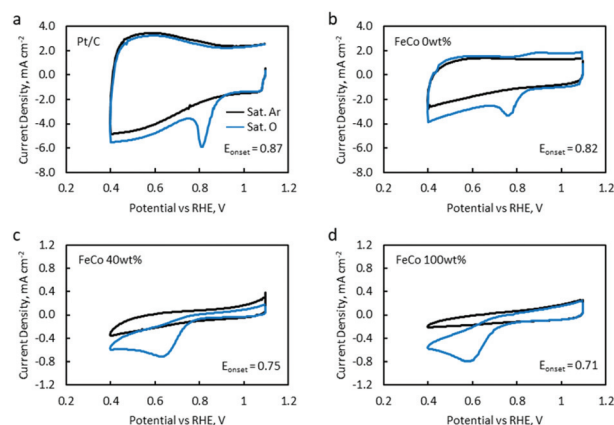 a
b
Pt/C
FeCo 0wt%
Current Density, mA cm⁻²
4.0
2.0
0.0
-2.0
-4.0
-6.0
-8.0
Sat. Ar
Sat. O
Eonset = 0.87
0.2 0.4 0.6 0.8 1 1.2
Potential vs RHE, V
Current Density, mA cm⁻²
4.0
2.0
0.0
-2.0
-4.0
-6.0
-8.0
Eonset = 0.82
0.2 0.4 0.6 0.8 1 1.2
Potential vs RHE, V
c
d
FeCo 40wt%
FeCo 100wt%
Current Density, mA cm⁻²
1.2
0.8
0.4
0.0
-0.4
-0.8
-1.2
Eonset = 0.75
0.2 0.4 0.6 0.8 1 1.2
Potential vs RHE, V
Current Density, mA cm⁻²
1.2
0.8
0.4
0.0
-0.4
-0.8
-1.2
Eonset = 0.71
0.2 0.4 0.6 0.8 1 1.2
Potential vs RHE, V